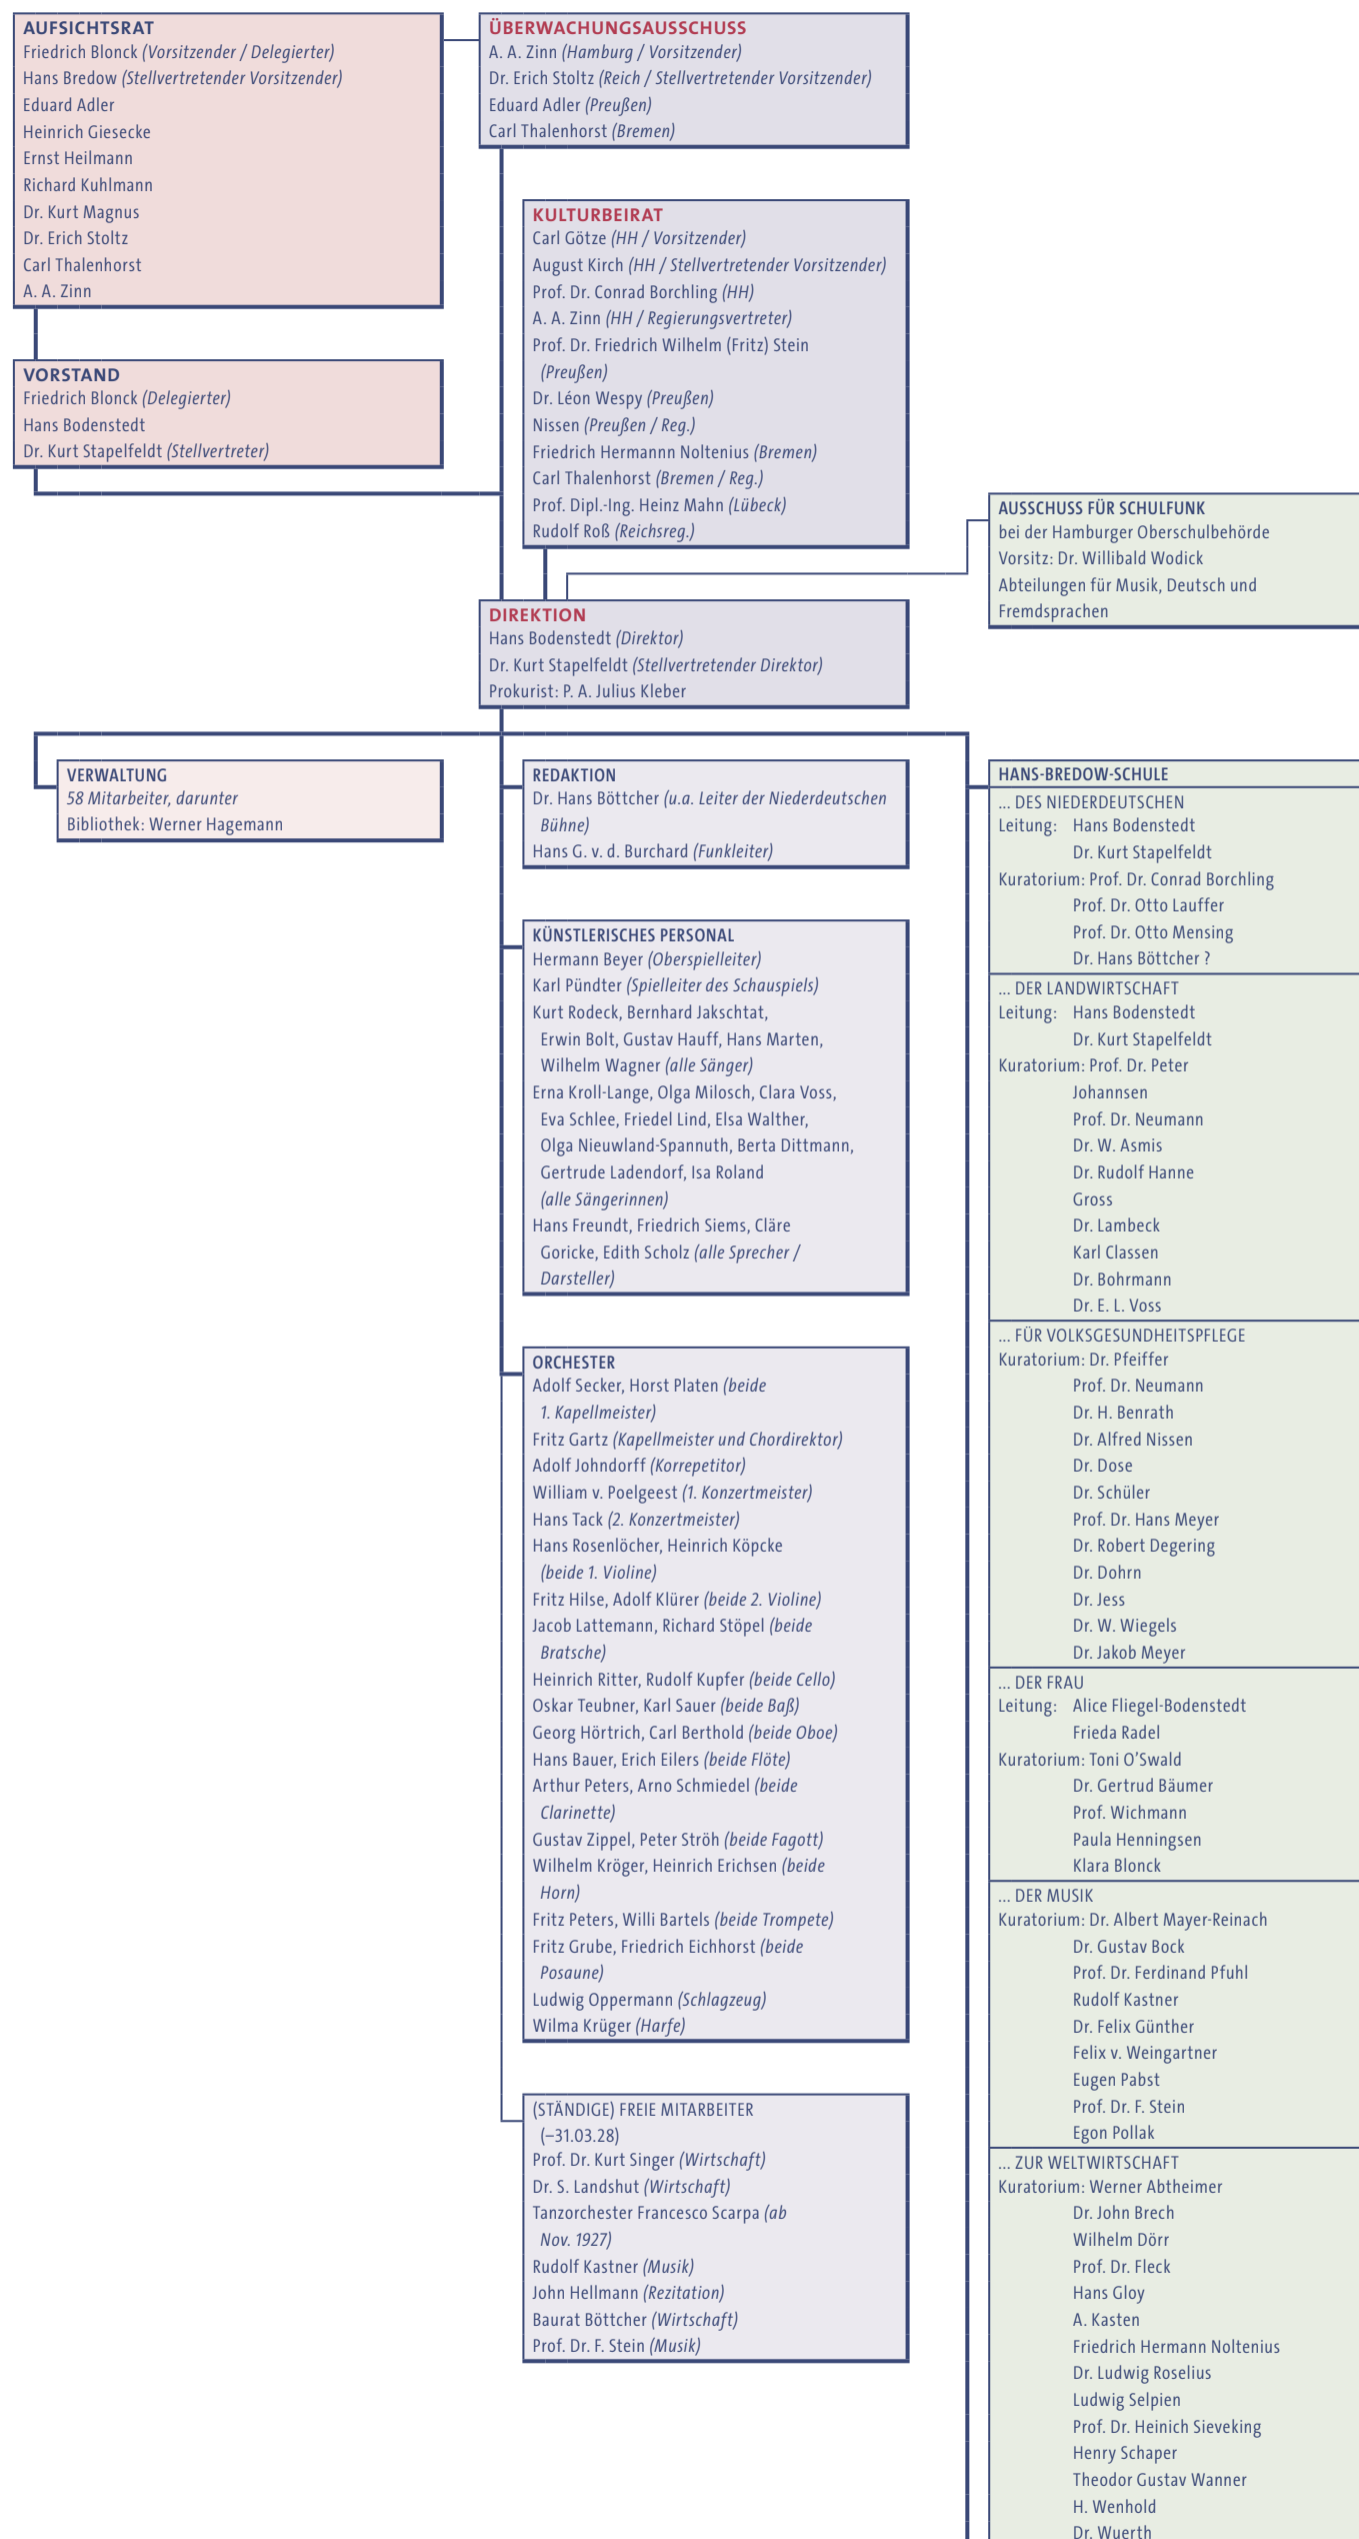 AUFSICHTSRAT
Friedrich Blonck (Vorsitzender / Delegierter)
Hans Bredow (Stellvertretender Vorsitzender)
Eduard Adler
Heinrich Giesecke
Ernst Heilmann
Richard Kuhlmann
Dr. Kurt Magnus
Dr. Erich Stoltz
Carl Thalenhorst
A. A. Zinn
ÜBERWACHUNGSAUSSCHUSS
A. A. Zinn (Hamburg / Vorsitzender)
Dr. Erich Stoltz (Reich / Stellvertretender Vorsitzender)
Eduard Adler (Preußen)
Carl Thalenhorst (Bremen)
VORSTAND
Friedrich Blonck (Delegierter)
Hans Bodenstedt
Dr. Kurt Stapelfeldt (Stellvertreter)
KULTURBEIRAT
Carl Götze (HH / Vorsitzender)
August Kirch (HH / Stellvertretender Vorsitzender)
Prof. Dr. Conrad Borchling (HH)
A. A. Zinn (HH / Regierungsvertreter)
Prof. Dr. Friedrich Wilhelm (Fritz) Stein
(Preußen)
Dr. Léon Wespy (Preußen)
Nissen (Preußen / Reg.)
Friedrich Hermannn Noltenius (Bremen)
Carl Thalenhorst (Bremen / Reg.)
Prof. Dipl.-Ing. Heinz Mahn (Lübeck)
Rudolf Roß (Reichsreg.)
AUSSCHUSS FÜR SCHULFUNK
bei der Hamburger Oberschulbehörde
Vorsitz: Dr. Willibald Wodick
Abteilungen für Musik, Deutsch und
Fremdsprachen
DIREKTION
Hans Bodenstedt (Direktor)
Dr. Kurt Stapelfeldt (Stellvertretender Direktor)
Prokurist: P. A. Julius Kleber
VERWALTUNG
58 Mitarbeiter, darunter
Bibliothek: Werner Hagemann
REDAKTION
Dr. Hans Böttcher (u.a. Leiter der Niederdeutschen
Bühne)
Hans G. v. d. Burchard (Funkleiter)
KÜNSTLERISCHES PERSONAL
Hermann Beyer (Oberspielleiter)
Karl Pündter (Spielleiter des Schauspiels)
Kurt Rodeck, Bernhard Jakschtat,
Erwin Bolt, Gustav Hauff, Hans Marten,
Wilhelm Wagner (alle Sänger)
Erna Kroll-Lange, Olga Milosch, Clara Voss,
Eva Schlee, Friedel Lind, Elsa Walther,
Olga Nieuwland-Spannuth, Berta Dittmann,
Gertrude Ladendorf, Isa Roland
(alle Sängerinnen)
Hans Freundt, Friedrich Siems, Cläre
Goricke, Edith Scholz (alle Sprecher /
Darsteller)
ORCHESTER
Adolf Secker, Horst Platen (beide
1. Kapellmeister)
Fritz Gartz (Kapellmeister und Chordirektor)
Adolf Johndorff (Korrepetitor)
William v. Poelgeest (1. Konzertmeister)
Hans Tack (2. Konzertmeister)
Hans Rosenlöcher, Heinrich Köpcke
(beide 1. Violine)
Fritz Hilse, Adolf Klürer (beide 2. Violine)
Jacob Lattemann, Richard Stöpel (beide
Bratsche)
Heinrich Ritter, Rudolf Kupfer (beide Cello)
Oskar Teubner, Karl Sauer (beide Baß)
Georg Hörtrich, Carl Berthold (beide Oboe)
Hans Bauer, Erich Eilers (beide Flöte)
Arthur Peters, Arno Schmiedel (beide
Clarinette)
Gustav Zippel, Peter Ströh (beide Fagott)
Wilhelm Kröger, Heinrich Erichsen (beide
Horn)
Fritz Peters, Willi Bartels (beide Trompete)
Fritz Grube, Friedrich Eichhorst (beide
Posaune)
Ludwig Oppermann (Schlagzeug)
Wilma Krüger (Harfe)
(STÄNDIGE) FREIE MITARBEITER
(–31.03.28)
Prof. Dr. Kurt Singer (Wirtschaft)
Dr. S. Landshut (Wirtschaft)
Tanzorchester Francesco Scarpa (ab
Nov. 1927)
Rudolf Kastner (Musik)
John Hellmann (Rezitation)
Baurat Böttcher (Wirtschaft)
Prof. Dr. F. Stein (Musik)
HANS-BREDOW-SCHULE
... DES NIEDERDEUTSCHEN
Leitung: Hans Bodenstedt
Dr. Kurt Stapelfeldt
Kuratorium: Prof. Dr. Conrad Borchling
Prof. Dr. Otto Lauffer
Prof. Dr. Otto Mensing
Dr. Hans Böttcher ?
... DER LANDWIRTSCHAFT
Leitung: Hans Bodenstedt
Dr. Kurt Stapelfeldt
Kuratorium: Prof. Dr. Peter
Johannsen
Prof. Dr. Neumann
Dr. W. Asmis
Dr. Rudolf Hanne
Gross
Dr. Lambeck
Karl Classen
Dr. Bohrmann
Dr. E. L. Voss
... FÜR VOLKSGESUNDHEITSPFLEGE
Kuratorium: Dr. Pfeiffer
Prof. Dr. Neumann
Dr. H. Benrath
Dr. Alfred Nissen
Dr. Dose
Dr. Schüler
Prof. Dr. Hans Meyer
Dr. Robert Degering
Dr. Dohrn
Dr. Jess
Dr. W. Wiegels
Dr. Jakob Meyer
... DER FRAU
Leitung: Alice Fliegel-Bodenstedt
Frieda Radel
Kuratorium: Toni O’Swald
Dr. Gertrud Bäumer
Prof. Wichmann
Paula Henningsen
Klara Blonck
... DER MUSIK
Kuratorium: Dr. Albert Mayer-Reinach
Dr. Gustav Bock
Prof. Dr. Ferdinand Pfuhl
Rudolf Kastner
Dr. Felix Günther
Felix v. Weingartner
Eugen Pabst
Prof. Dr. F. Stein
Egon Pollak
... ZUR WELTWIRTSCHAFT
Kuratorium: Werner Abtheimer
Dr. John Brech
Wilhelm Dörr
Prof. Dr. Fleck
Hans Gloy
A. Kasten
Friedrich Hermann Noltenius
Dr. Ludwig Roselius
Ludwig Selpien
Prof. Dr. Heinich Sieveking
Henry Schaper
Theodor Gustav Wanner
H. Wenhold
Dr. Wuerth